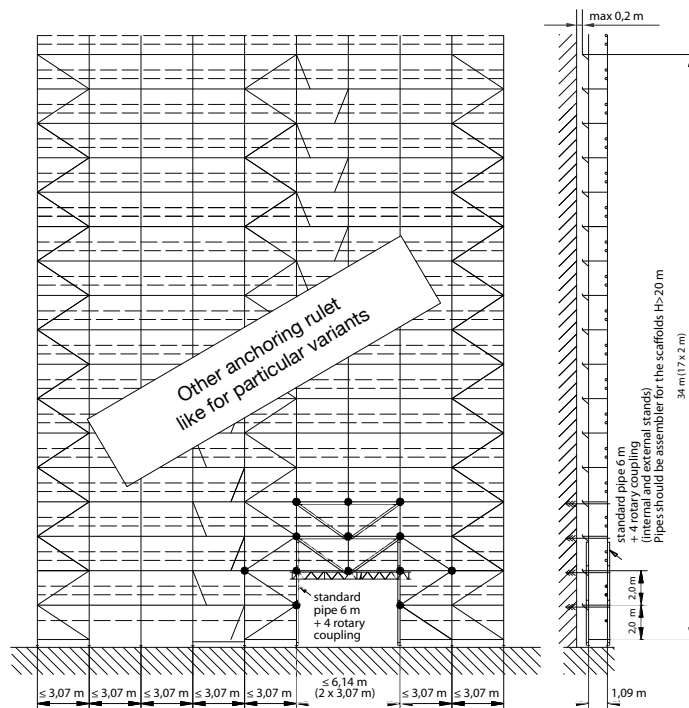 max 0,2 m
Other anchoring rulet
like for particular variants
standard pipe 6 m
+ 4 rotary coupling
(internal and external stands)
Pipes should be assembler for the scaffolds H>20 m
34 m (17 x 2 m)
2,0 m
2,0 m
standard
pipe 6 m
+ 4 rotary
coupling
≤ 3,07 m
≤ 3,07 m
≤ 3,07 m
≤ 3,07 m
≤ 3,07 m
≤ 6,14 m
(2 x 3,07 m)
≤ 3,07 m
≤ 3,07 m
1,09 m